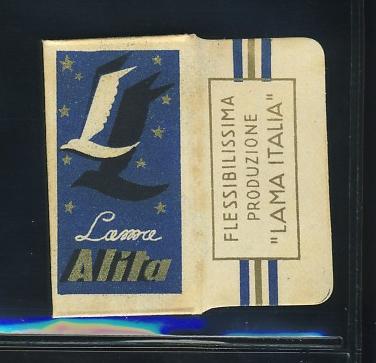 Lama
Alita
FLESSIBILISSIMA
PRODUZIONE
"LAMA ITALIA"